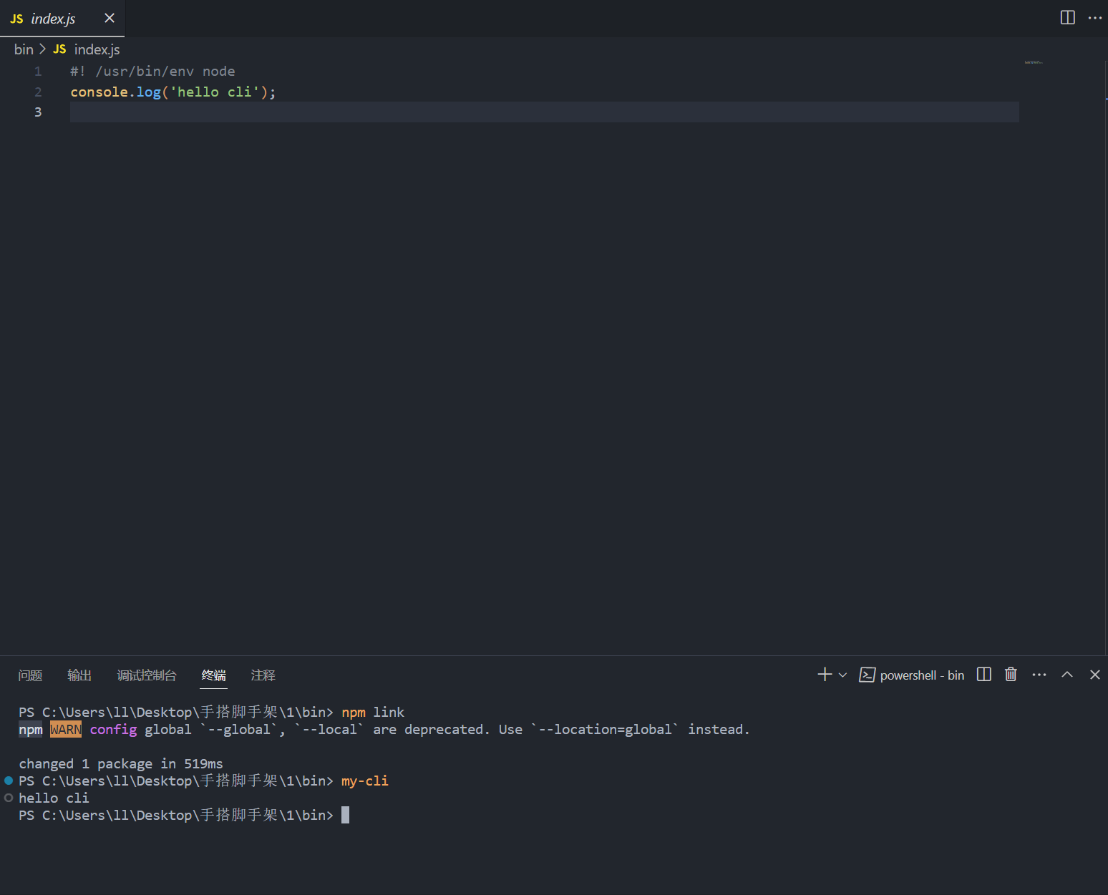 JS index.js
bin > JS index.js
1 #! /usr/bin/env node
2 console.log('hello cli');
3
问题 输出 调试控制台 终端 注释 powershell - bin
PS C:\Users\ll\Desktop\手搭脚手架\1\bin> npm link
npm WARN config global `--global`, `--local` are deprecated. Use `--location=global` instead.
changed 1 package in 519ms
PS C:\Users\ll\Desktop\手搭脚手架\1\bin> my-cli
hello cli
PS C:\Users\ll\Desktop\手搭脚手架\1\bin>